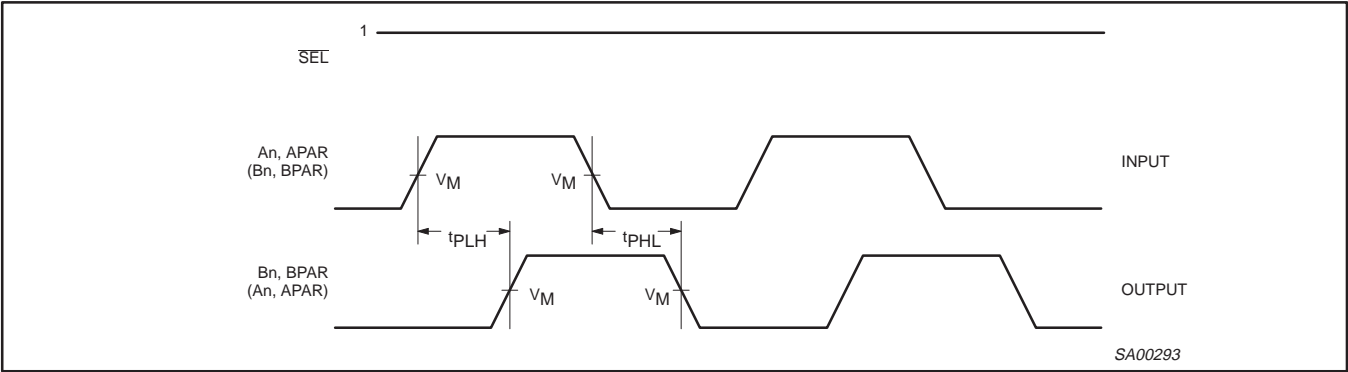 1
SEL
An, APAR
(Bn, BPAR)
VM
VM
INPUT
tPLH
tPHL
Bn, BPAR
(An, APAR)
VM
VM
OUTPUT
SA00293